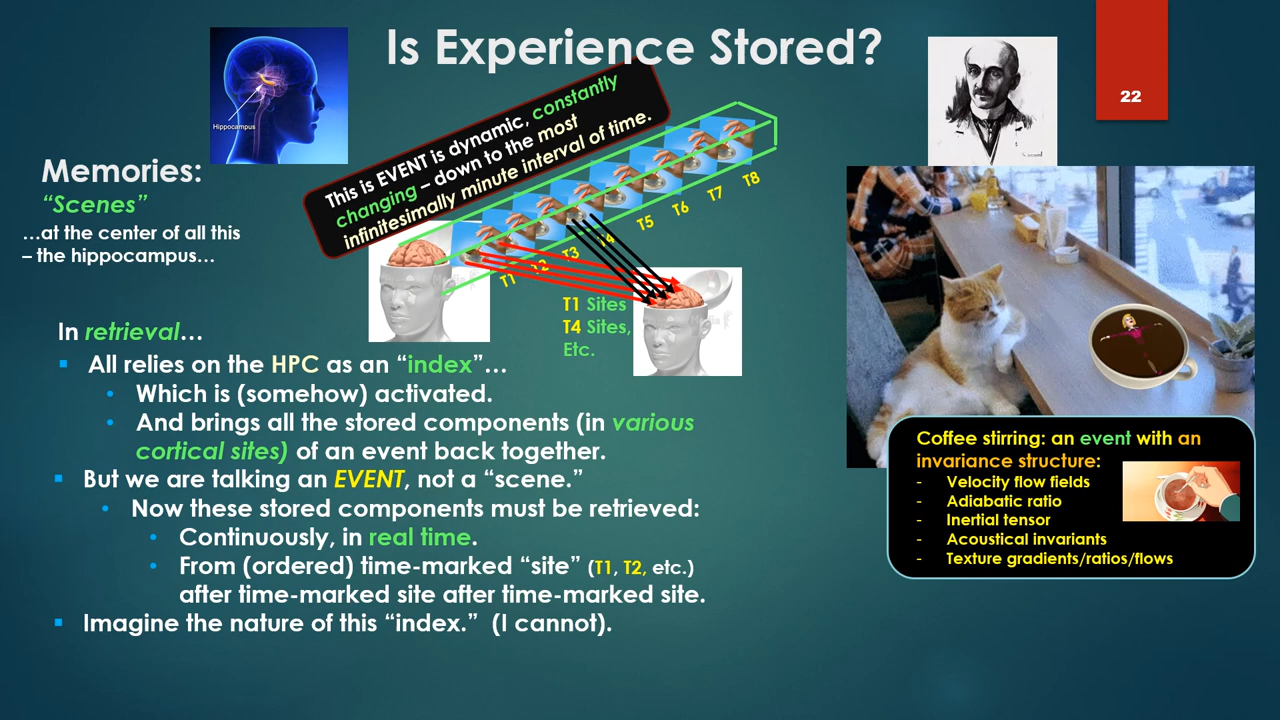 Is Experience Stored?
22
Hippocampus
This is EVENT is dynamic, constantly
changing – down to the most
infinitesimally minute interval of time.
Memories:
“Scenes”
…at the center of all this
– the hippocampus…
T1
T2
T3
T4
T5
T6
T7
T8
T1 Sites
T4 Sites,
Etc.
In retrieval…
All relies on the HPC as an “index”…
Which is (somehow) activated.
And brings all the stored components (in various
cortical sites) of an event back together.
But we are talking an EVENT, not a “scene.”
Now these stored components must be retrieved:
Continuously, in real time.
From (ordered) time-marked “site” (T1, T2, etc.)
after time-marked site after time-marked site.
Imagine the nature of this “index.” (I cannot).
Coffee stirring: an event with an
invariance structure:
- Velocity flow fields
- Adiabatic ratio
- Inertial tensor
- Acoustical invariants
- Texture gradients/ratios/flows